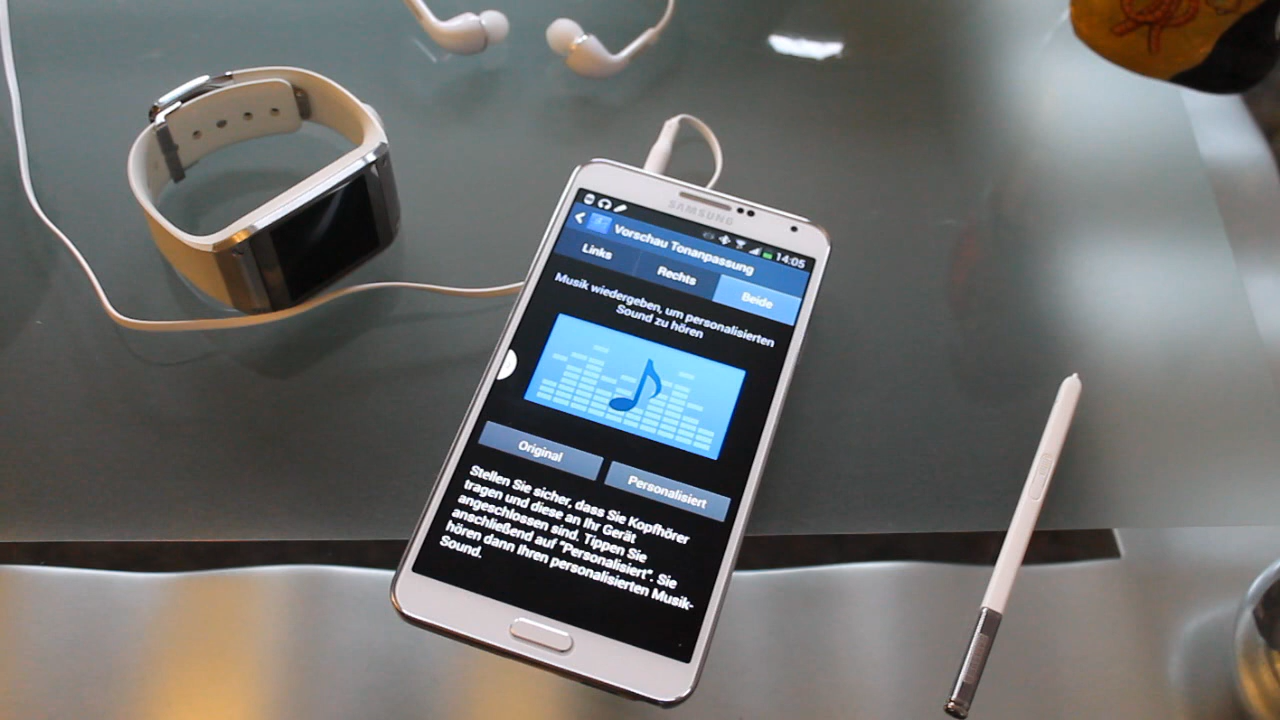 SAMSUNG
14:05
Vorschau Tonanpassung
Links Rechts Beide
Musik wiedergeben, um personalisierten
Sound zu hören
Original Personalisiert
Stellen Sie sicher, dass Sie Kopfhörer
tragen und diese an Ihr Gerät
angeschlossen sind. Tippen Sie
anschließend auf "Personalisiert". Sie
hören dann Ihren personalisierten Musik-
Sound.